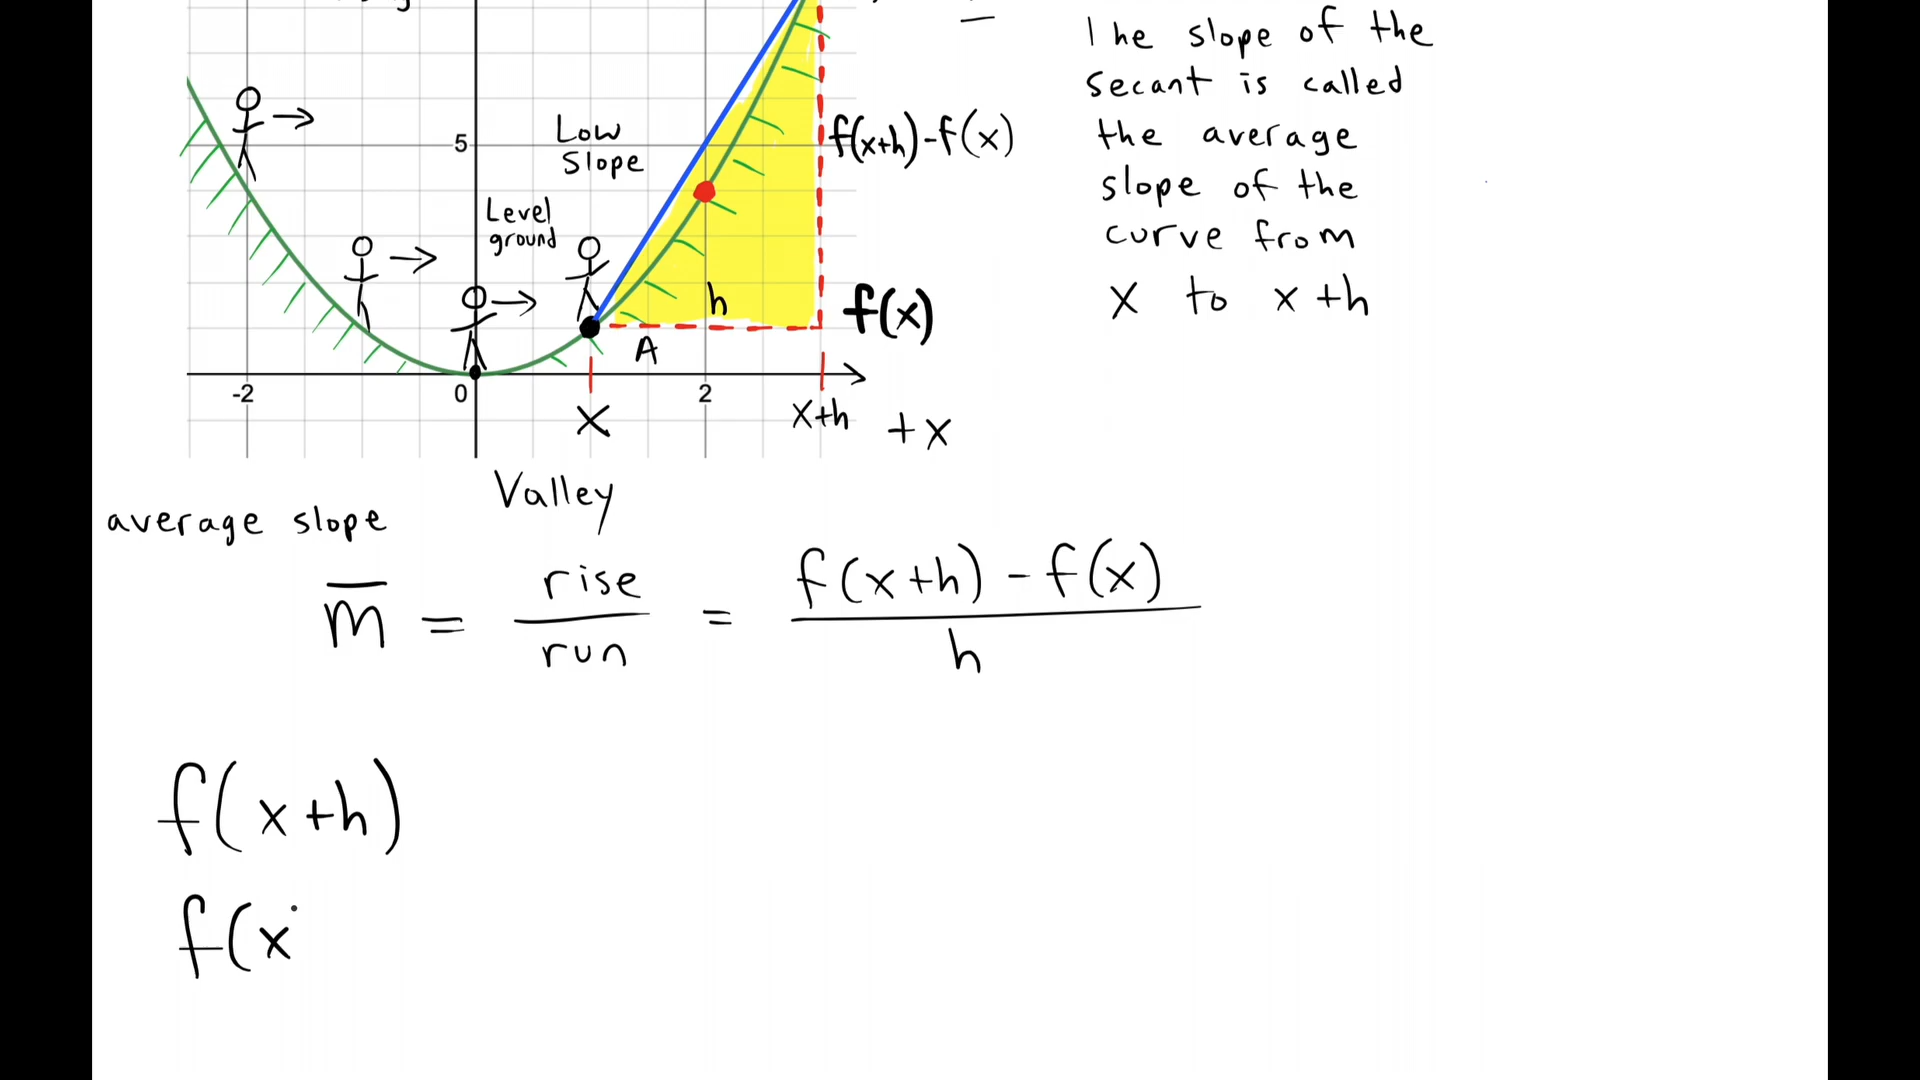 The slope of the
secant is called
the average
slope of the
curve from
x to x+h
5
Low
Slope
f(x+h)-f(x)
Level
ground
h
f(x)
A
-2
0
2
x
x+h
+x
Valley
average slope
m̅ = rise/run = f(x+h) - f(x)/h
f(x+h)
f(x